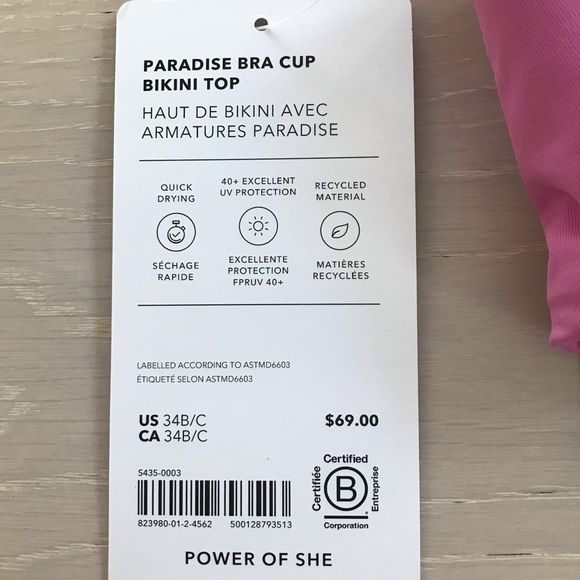 PARADISE BRA CUP
BIKINI TOP
HAUT DE BIKINI AVEC
ARMATURES PARADISE
QUICK
DRYING
40+ EXCELLENT
UV PROTECTION
RECYCLED
MATERIAL
SÉCHAGE
RAPIDE
EXCELLENTE
PROTECTION
FPRUV 40+
MATIÈRES
RECYCLÉES
LABELLED ACCORDING TO ASTMD6603
ÉTIQUETÉ SELON ASTMD6603
US 34B/C
CA 34B/C
$69.00
S435-0003
823980-01-2-4562
500128793513
Certified
Certifiée
B
Entreprise
Corporation
POWER OF SHE